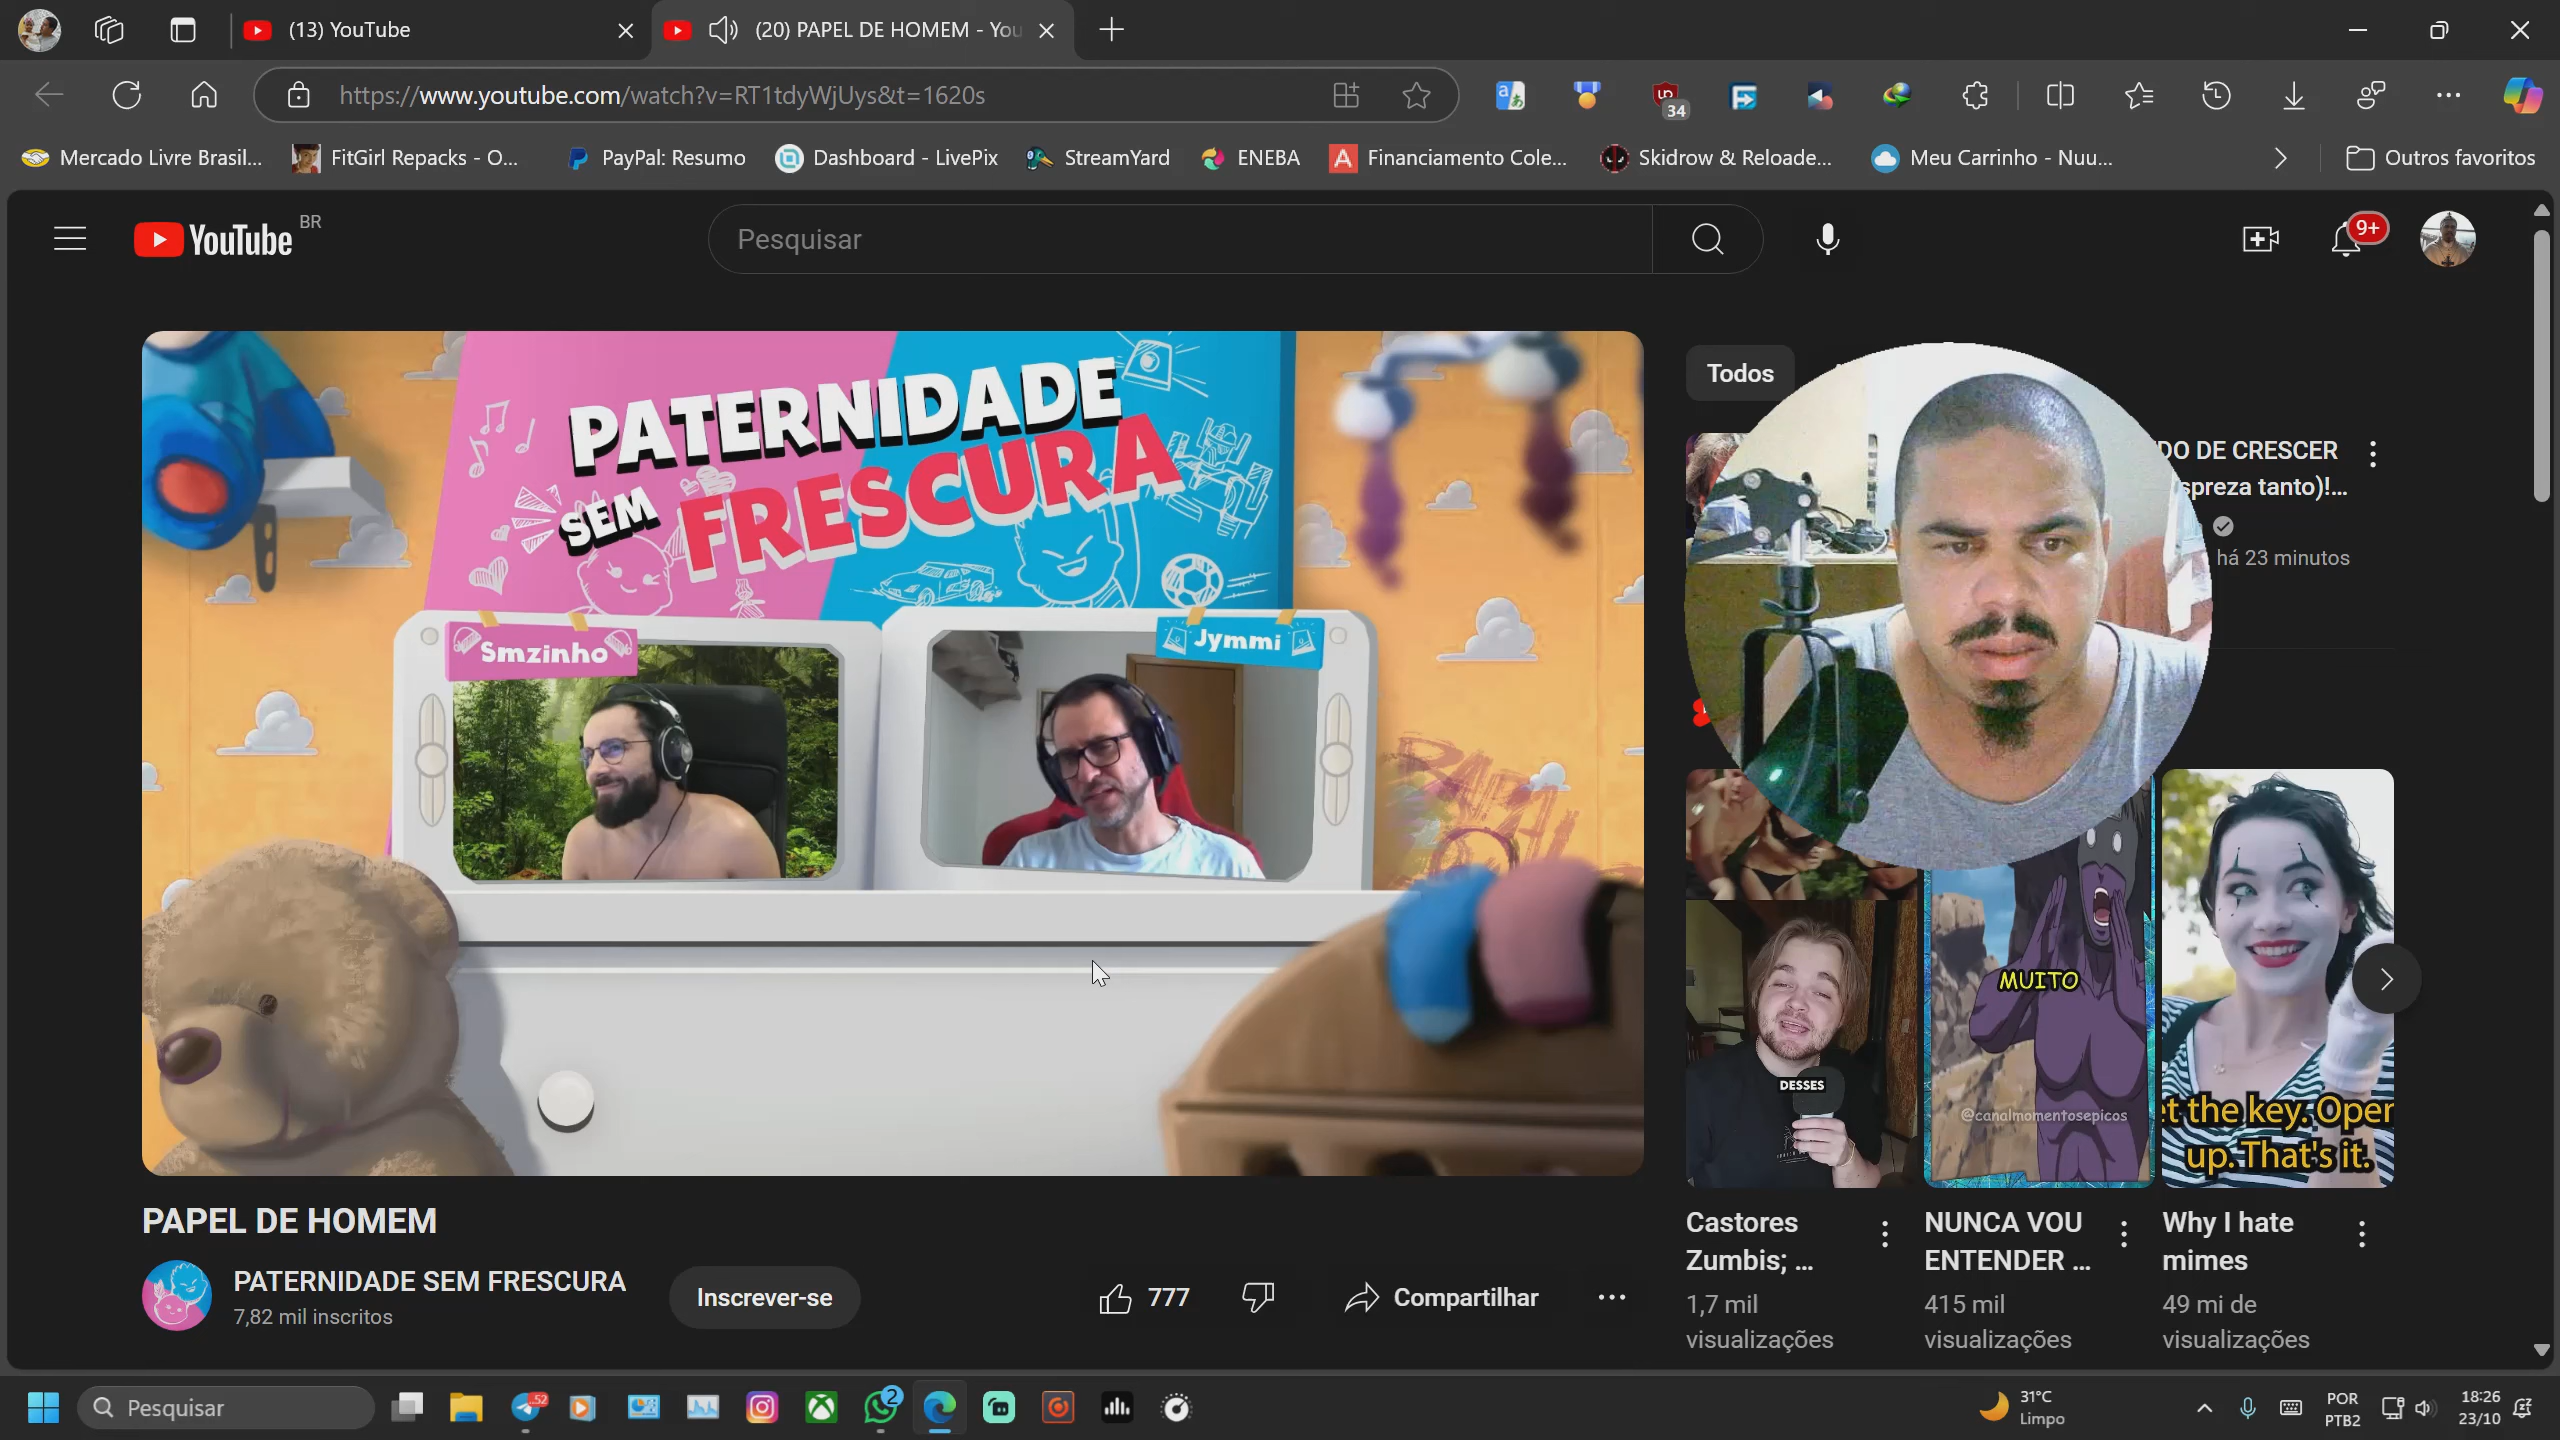 (13) YouTube
(20) PAPEL DE HOMEM - You
https://www.youtube.com/watch?v=RT1tdyWjUys&t=1620s
34
Mercado Livre Brasil...
FitGirl Repacks - O...
PayPal: Resumo
Dashboard - LivePix
StreamYard
ENEBA
Financiamento Cole...
Skidrow & Reloade...
Meu Carrinho - Nuu...
Outros favoritos
YouTube BR
Pesquisar
9+
PATERNIDADE
SEM FRESCURA
Smzinho
Jymmi
Todos
DO DE CRESCER
spreza tanto)!...
há 23 minutos
DESSES
MUITO
@canalmomentosepicos
et the key. Open
up. That's it.
PAPEL DE HOMEM
PATERNIDADE SEM FRESCURA
7,82 mil inscritos
Inscrever-se
777
Compartilhar
Castores
Zumbis; ...
1,7 mil
visualizações
NUNCA VOU
ENTENDER ...
415 mil
visualizações
Why I hate
mimes
49 mi de
visualizações
Pesquisar
52
2
31°C
Limpo
POR
PTB2
18:26
23/10